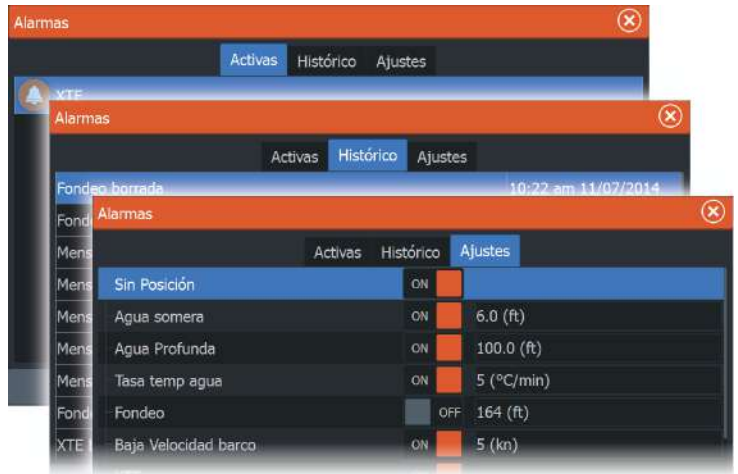 Alarmas
Activas Histórico Ajustes
XTE
Alarmas
Activas Histórico Ajustes
Fondeo borrada 10:22 am 11/07/2014
Fond
Mens
Mens
Mens
Mens
Mens
Fond
XTE
Alarmas
Activas Histórico Ajustes
Sin Posición ON
Agua somera ON 6.0 (ft)
Agua Profunda ON 100.0 (ft)
Tasa temp agua ON 5 (°C/min)
Fondeo OFF 164 (ft)
Baja Velocidad barco ON 5 (kn)